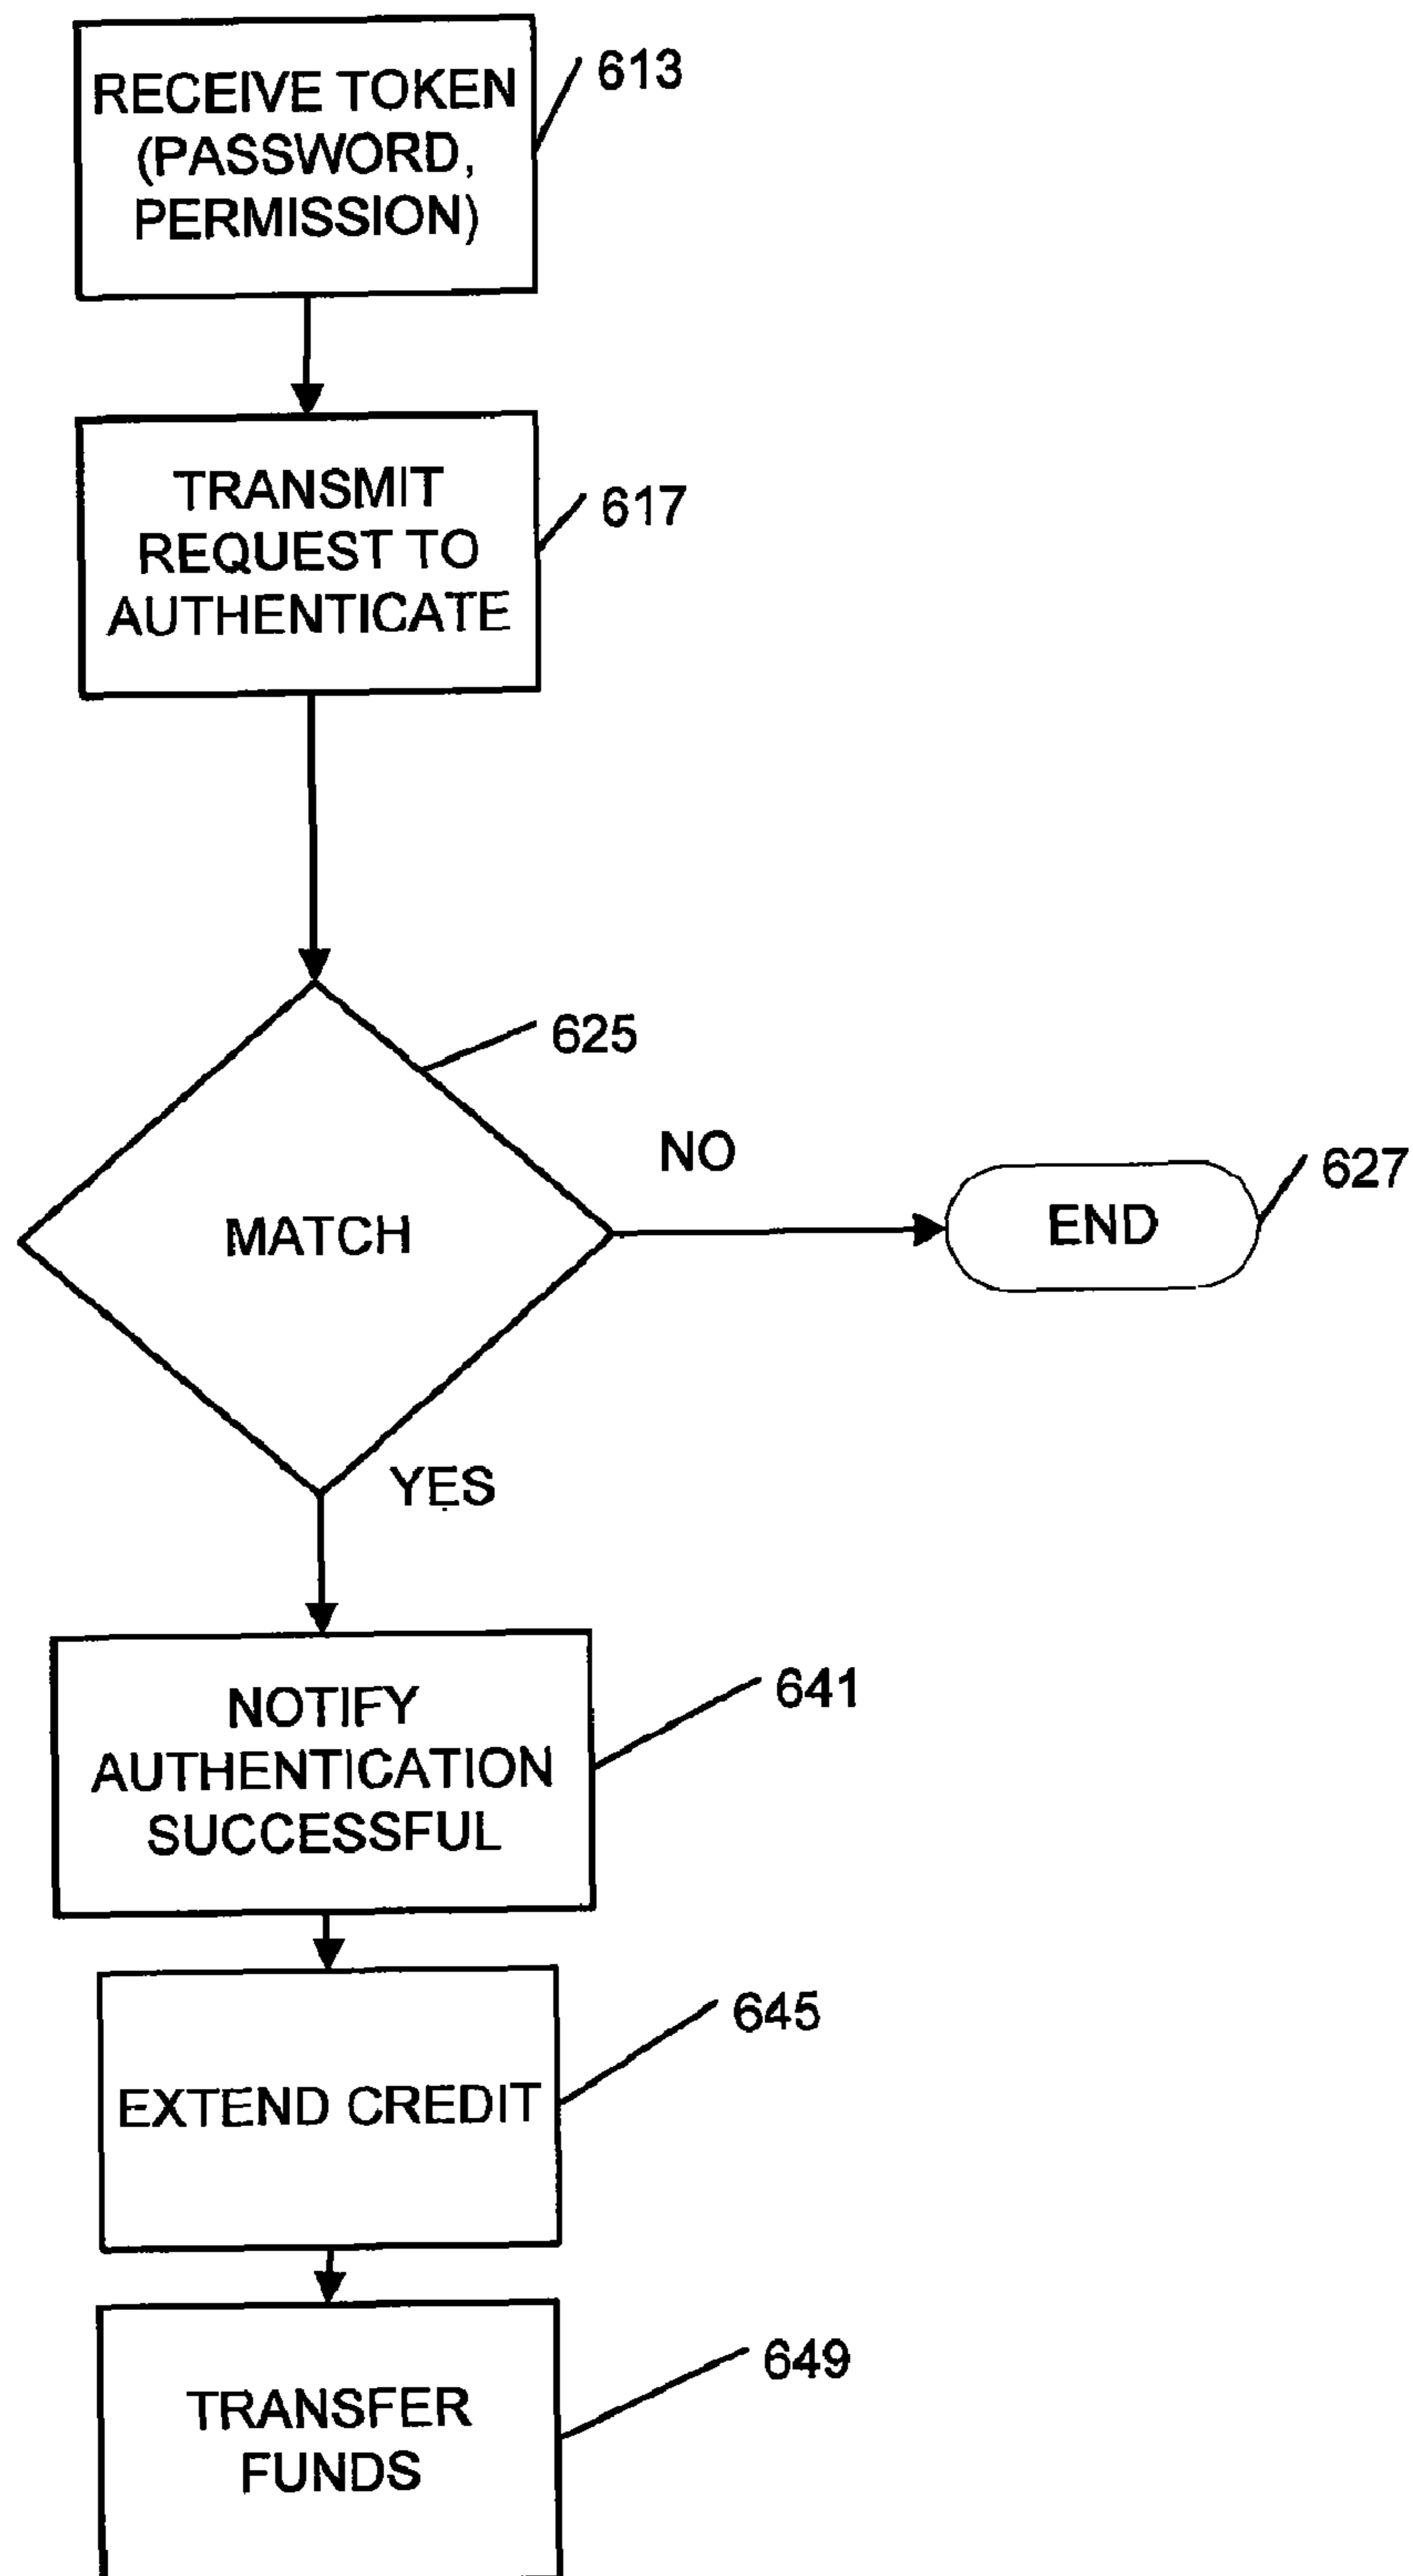 RECEIVE TOKEN
(PASSWORD,
PERMISSION)
613
TRANSMIT
REQUEST TO
AUTHENTICATE
617
625
MATCH
NO
END
627
YES
NOTIFY
AUTHENTICATION
SUCCESSFUL
641
EXTEND CREDIT
645
TRANSFER
FUNDS
649